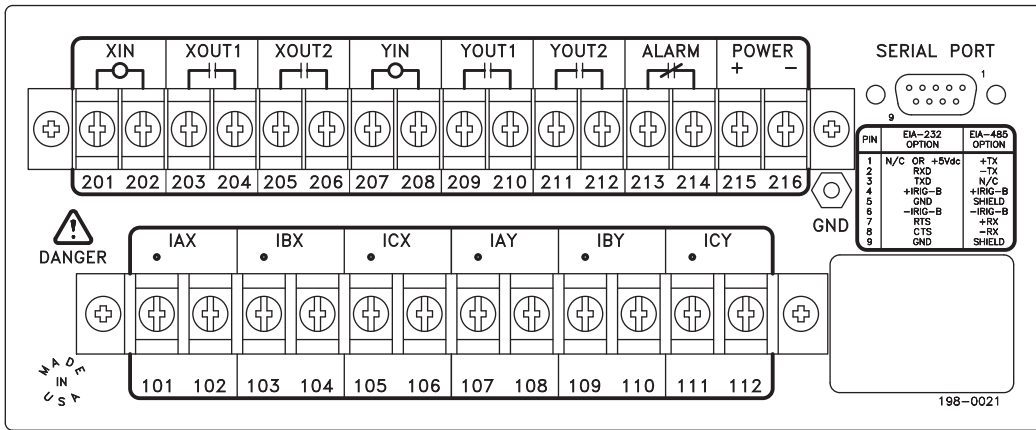 XIN XOUT1 XOUT2 YIN YOUT1 YOUT2 ALARM POWER
+ −
201 202 203 204 205 206 207 208 209 210 211 212 213 214 215 216
SERIAL PORT
1
9
PIN EIA−232 OPTION EIA−485 OPTION
1 N/C OR +5Vdc +TX
2 RXD −TX
3 TXD N/C
4 +IRIG−B +IRIG−B
5 GND SHIELD
6 −IRIG−B −IRIG−B
7 RTS +RX
8 CTS −RX
9 GND SHIELD
GND
!
DANGER
IAX IBX ICX IAY IBY ICY
101 102 103 104 105 106 107 108 109 110 111 112
MADE
IN
USA
198−0021